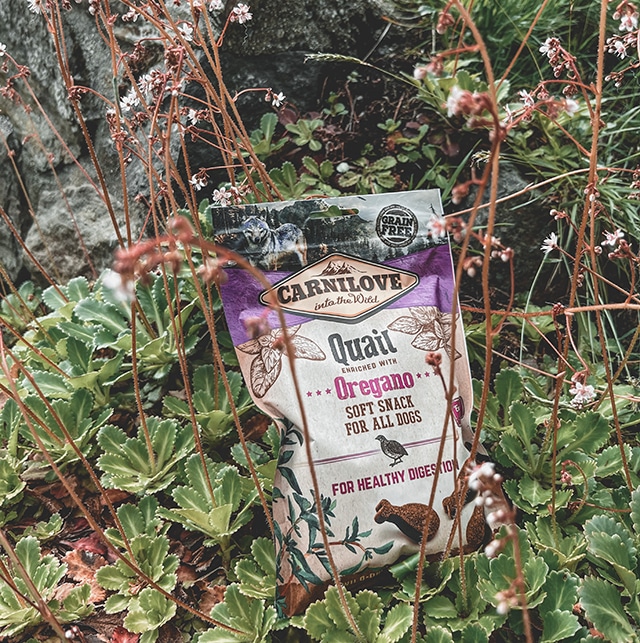 GRAIN
FREE
CARNILOVE
into the Wild
Quail
ENRICHED WITH
Oregano
SOFT SNACK
FOR ALL DOGS
FOR HEALTHY DIGESTION